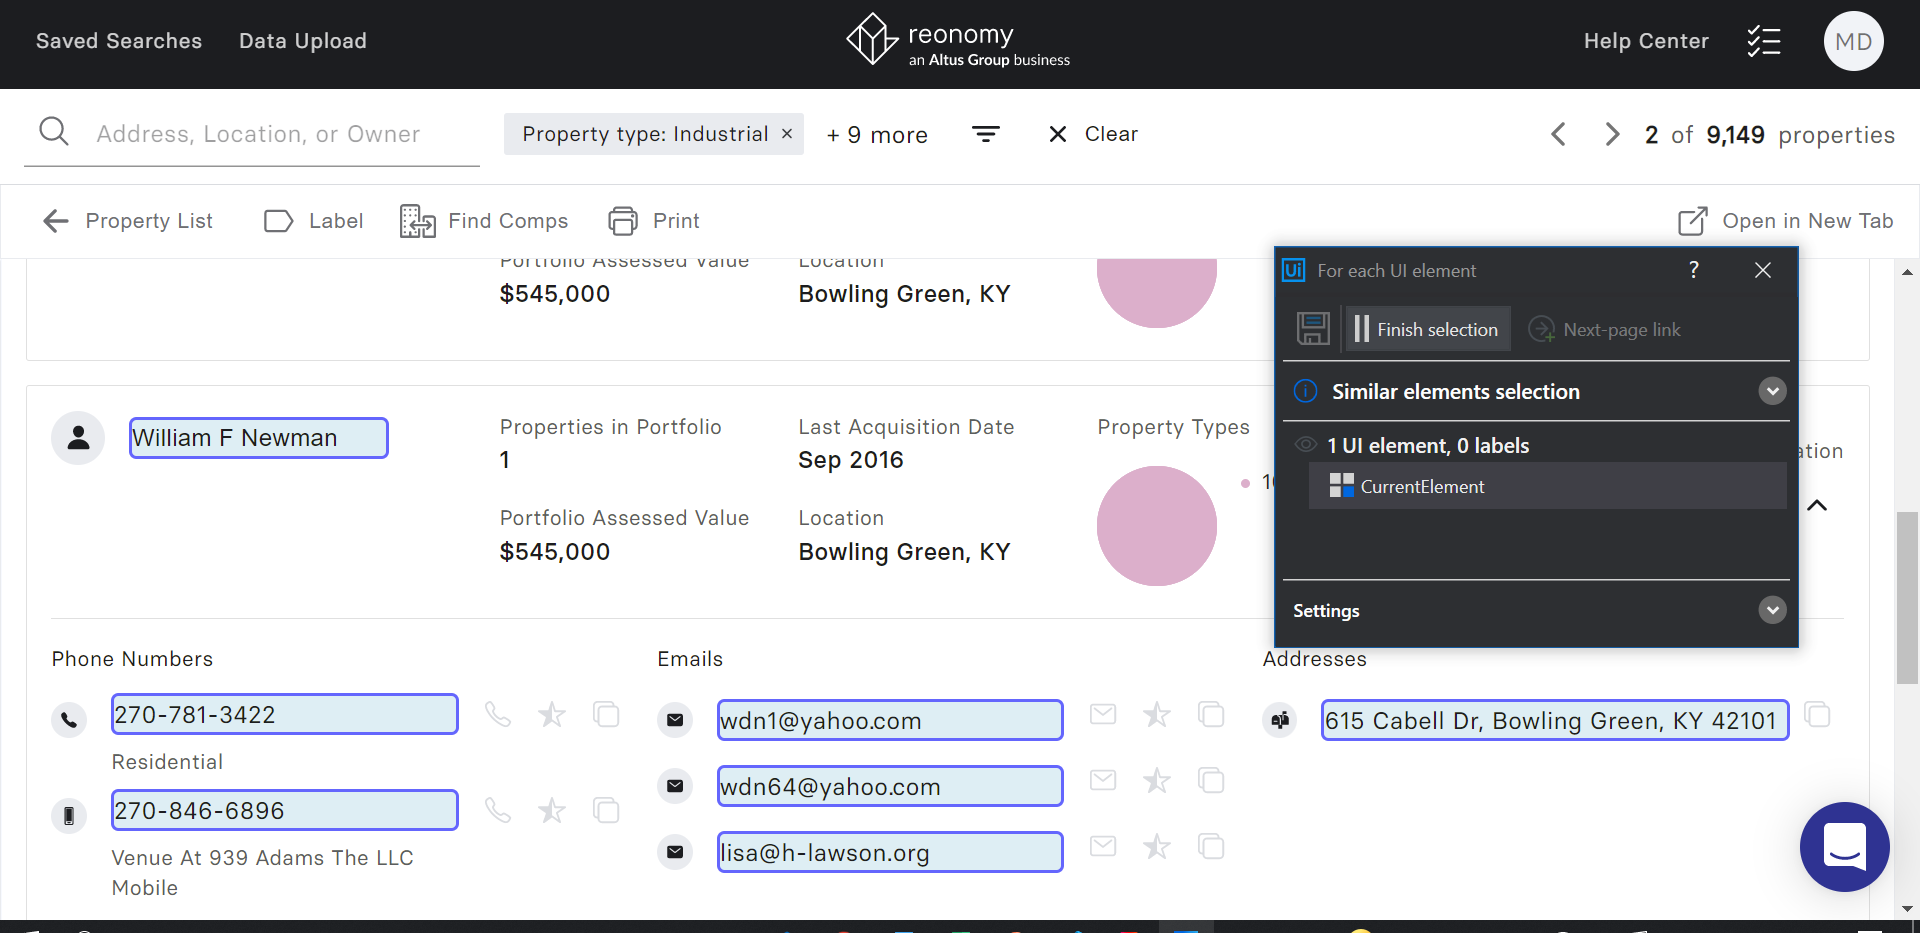 Saved Searches
Data Upload
reonomy
an Altus Group business
Help Center
MD
Address, Location, or Owner
Property type: Industrial ×
+ 9 more
Clear
2 of 9,149 properties
Property List
Label
Find Comps
Print
Open in New Tab
Portfolio Assessed Value
Location
$545,000
Bowling Green, KY
William F Newman
Properties in Portfolio
1
Last Acquisition Date
Sep 2016
Property Types
Portfolio Assessed Value
$545,000
Location
Bowling Green, KY
Ui For each UI element
?
Finish selection
Next-page link
Similar elements selection
1 UI element, 0 labels
CurrentElement
Settings
Phone Numbers
270-781-3422
Residential
270-846-6896
Venue At 939 Adams The LLC
Mobile
Emails
wdn1@yahoo.com
wdn64@yahoo.com
lisa@h-lawson.org
Addresses
615 Cabell Dr, Bowling Green, KY 42101